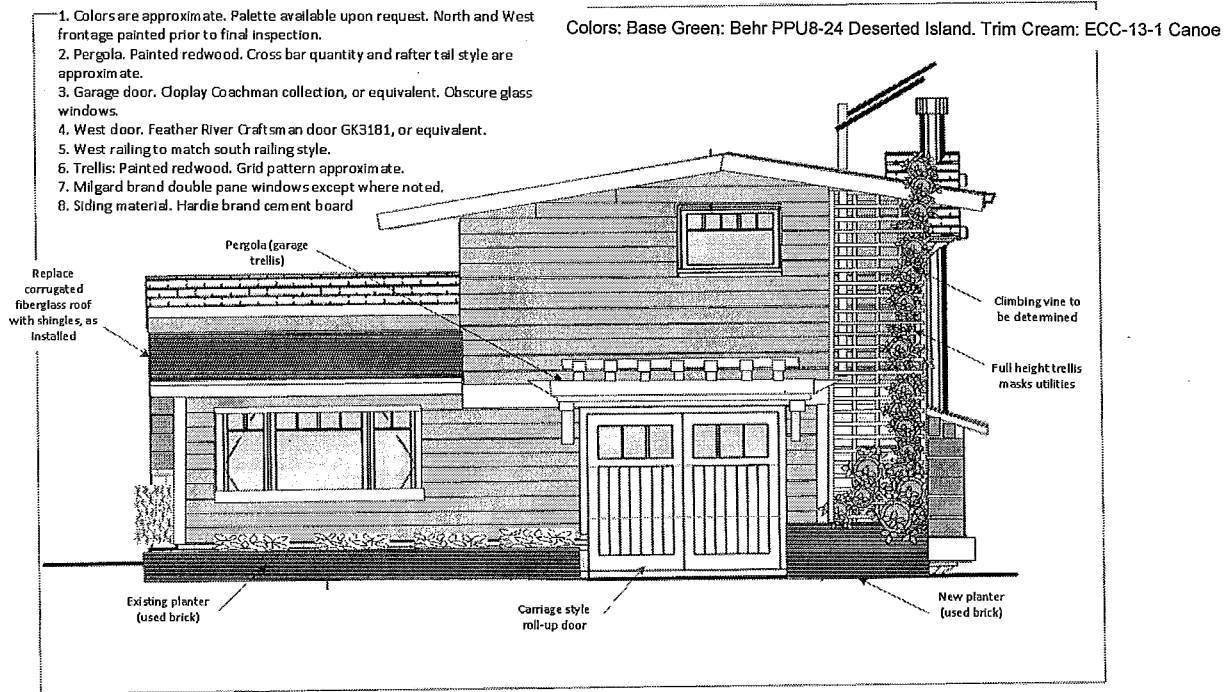 1. Colors are approximate. Palette available upon request. North and West
frontage painted prior to final inspection.
2. Pergola. Painted redwood. Cross bar quantity and rafter tail style are
approximate.
3. Garage door. Cloplay Coachman collection, or equivalent. Obscure glass
windows.
4. West door. Feather River Craftsman door GK3181, or equivalent.
5. West railing to match south railing style.
6. Trellis: Painted redwood. Grid pattern approximate.
7. Milgard brand double pane windows except where noted.
8. Siding material. Hardie brand cement board
Colors: Base Green: Behr PPU8-24 Deserted Island. Trim Cream: ECC-13-1 Canoe
Pergola (garage
trellis)
Replace
corrugated
fiberglass roof
with shingles, as
installed
Climbing vine to
be determined
Full height trellis
masks utilities
Existing planter
(used brick)
Carriage style
roll-up door
New planter
(used brick)